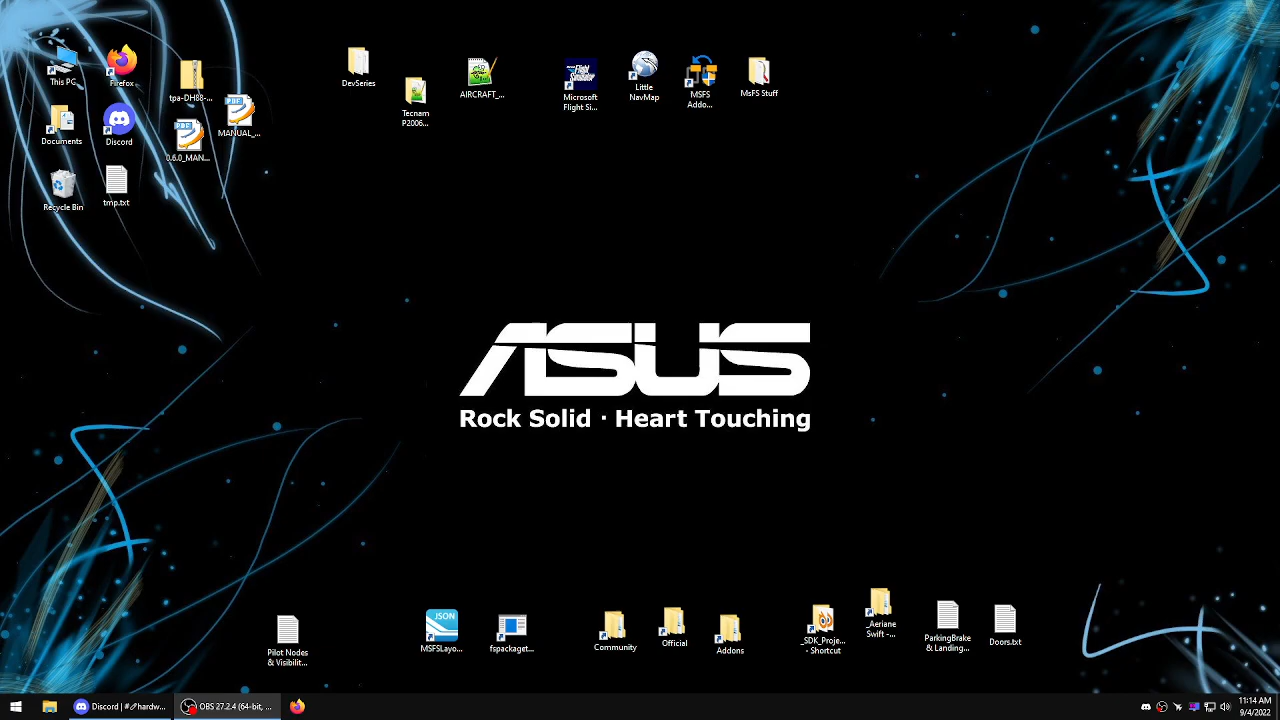 This PC
Firefox
tpa-DH88-...
MANUAL_...
Documents
Discord
0.6.0_MAN...
Recycle Bin
tmp.txt
DevSeries
Tecnam
P2006...
AIRCRAFT_...
Microsoft
Flight Si...
Little
NavMap
MSFS
Addo...
MsFS Stuff
ASUS
Rock Solid · Heart Touching
Pilot Nodes
& Visibilit...
JSON
MSFSLayo...
fspackaget...
Community
Official
Addons
_SDK_Proje...
- Shortcut
_Aeriane
Swift -...
ParkingBrake
& Landing...
Doors.txt
Discord | #🔗hardw...
OBS 27.2.4 (64-bit, ...
11:14 AM
9/4/2022